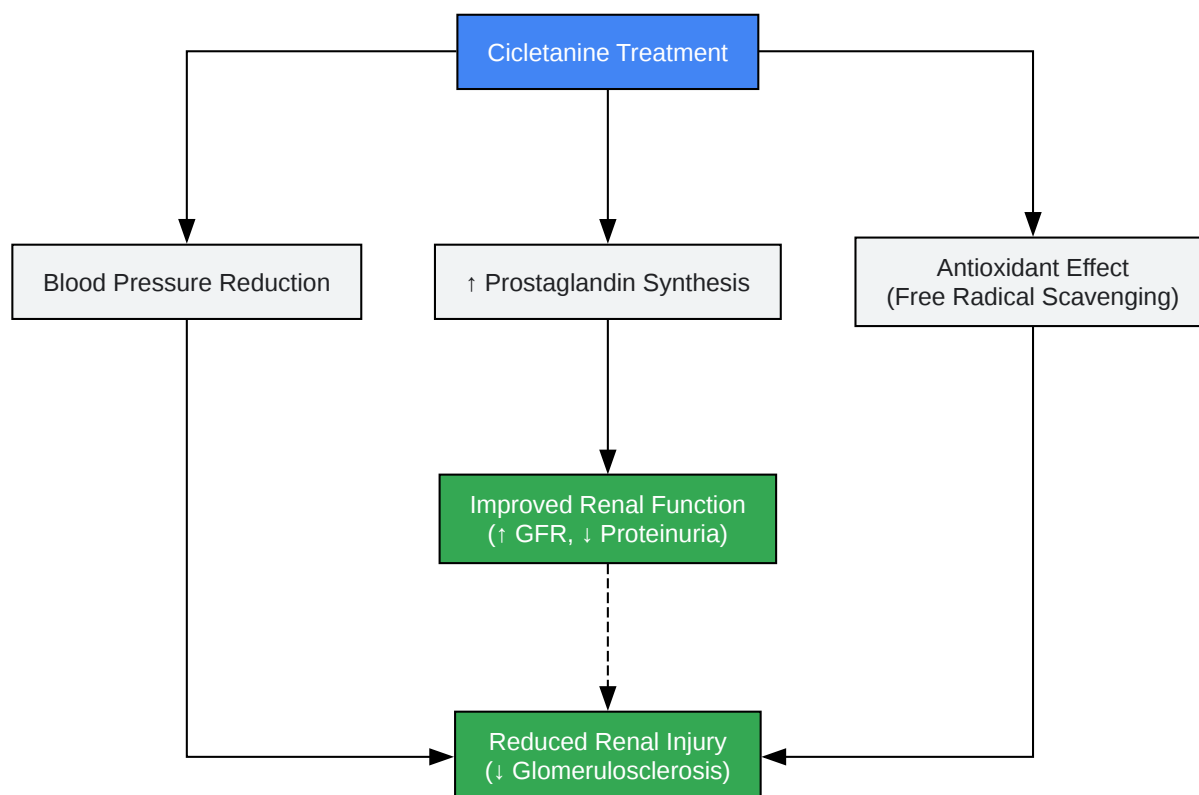 Cicletanine Treatment
Blood Pressure Reduction
↑ Prostaglandin Synthesis
Antioxidant Effect
(Free Radical Scavenging)
Improved Renal Function
(↑ GFR, ↓ Proteinuria)
Reduced Renal Injury
(↓ Glomerulosclerosis)